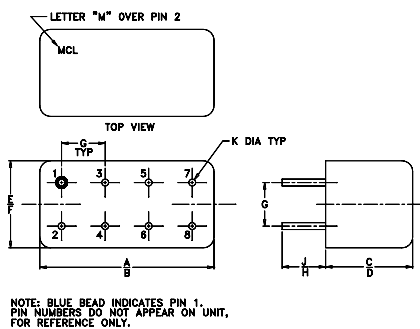 LETTER "M" OVER PIN 2
MCL
TOP VIEW
G
TYP
K DIA TYP
1 3 5 7
E
F
G
2 4 6 8
A
B
J
H
C
D
NOTE: BLUE BEAD INDICATES PIN 1.
PIN NUMBERS DO NOT APPEAR ON UNIT,
FOR REFERENCE ONLY.